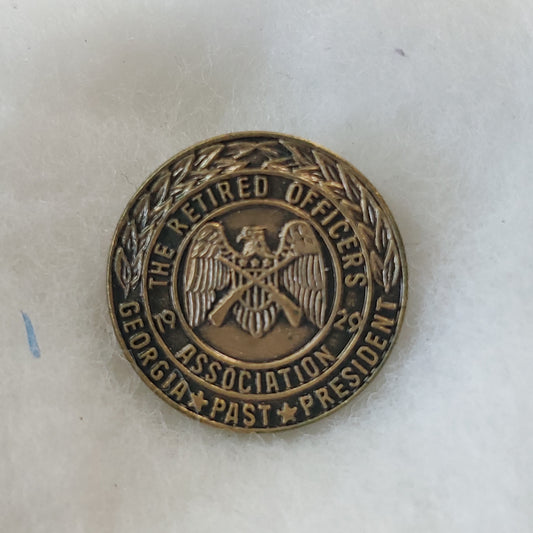 THE RETIRED OFFICERS
19 29
ASSOCIATION
GEORGIA ★ PAST ★ PRESIDENT